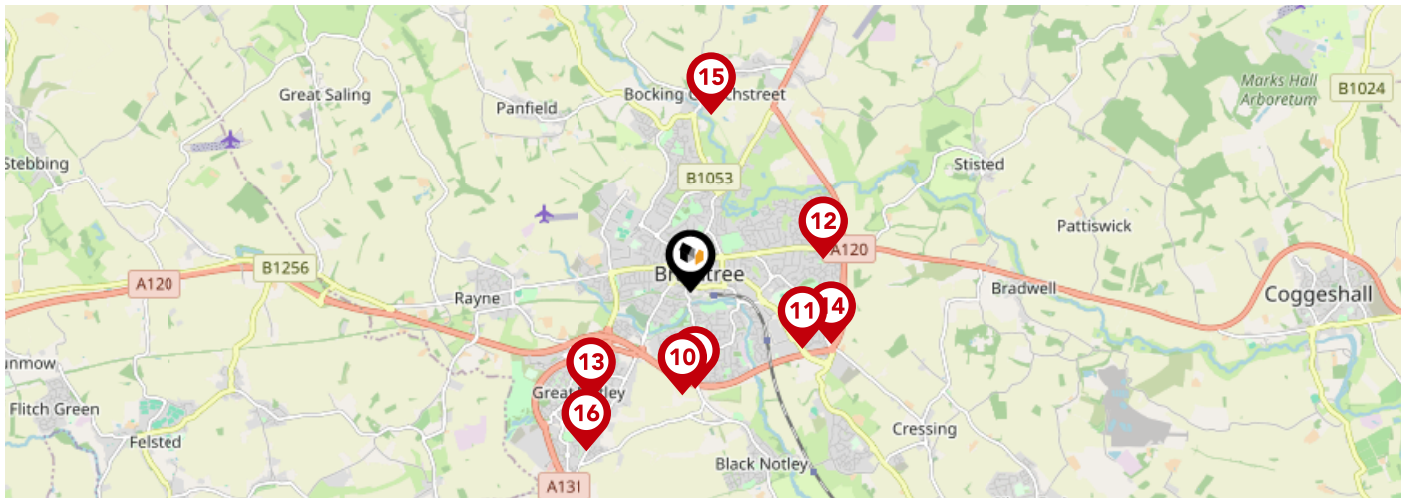 15
Great Saling
Panfield
Marks Hall
Arboretum
B1024
Stebbing
B1053
Stisted
12
Pattiswick
A120
B1256
A120
Rayne
Bradwell
Coggeshall
11
14
10
13
16
Flitch Green
Felsted
Cressing
Black Notley
A131